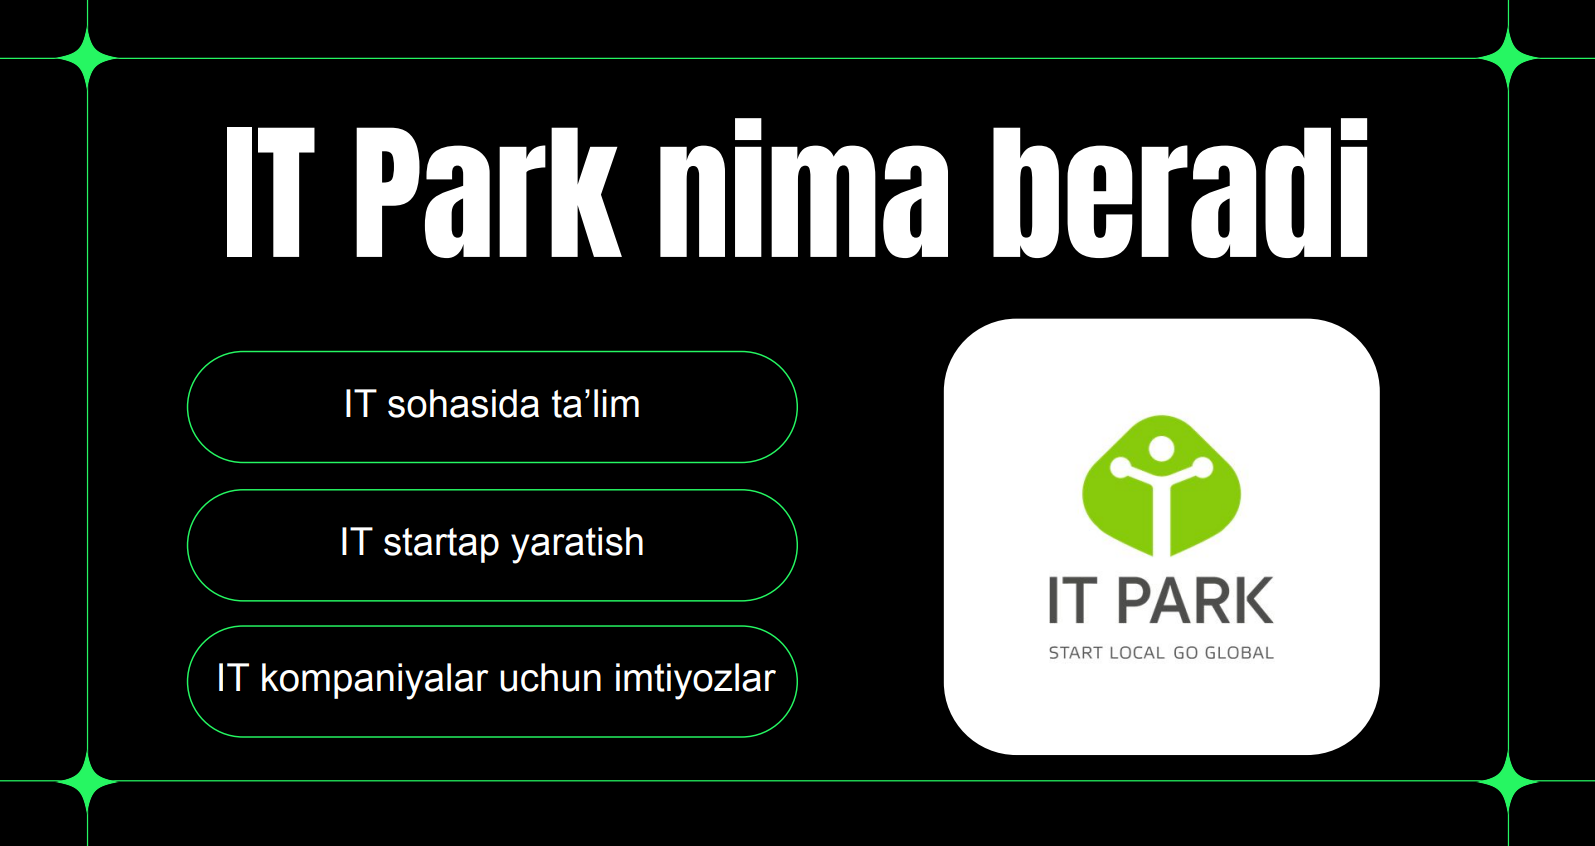 IT Park nima beradi
IT sohasida ta’lim
IT startap yaratish
IT kompaniyalar uchun imtiyozlar
IT PARK
START LOCAL GO GLOBAL